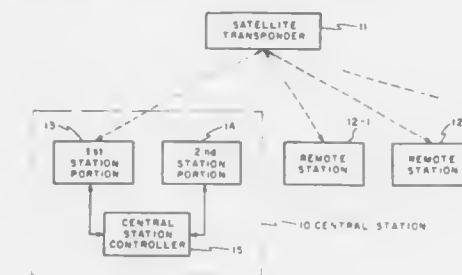 SATELLITE
TRANSPONDER
11
13
1st
STATION
PORTION
14
2nd
STATION
PORTION
12-1
REMOTE
STATION
12
REMOTE
STATION
CENTRAL
STATION
CONTROLLER
15
10 CENTRAL STATION